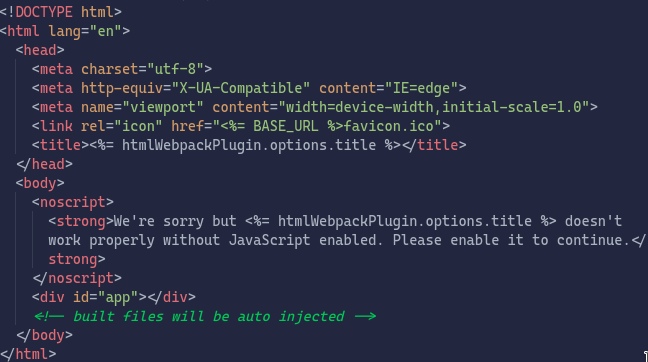 <!DOCTYPE html>
<html lang="en">
<head>
<meta charset="utf-8">
<meta http-equiv="X-UA-Compatible" content="IE=edge">
<meta name="viewport" content="width=device-width,initial-scale=1.0">
<link rel="icon" href="<%= BASE_URL %>favicon.ico">
<title><%= htmlWebpackPlugin.options.title %></title>
</head>
<body>
<noscript>
<strong>We're sorry but <%= htmlWebpackPlugin.options.title %> doesn't
work properly without JavaScript enabled. Please enable it to continue.</
strong>
</noscript>
<div id="app"></div>
<!-- built files will be auto injected -->
</body>
</html>